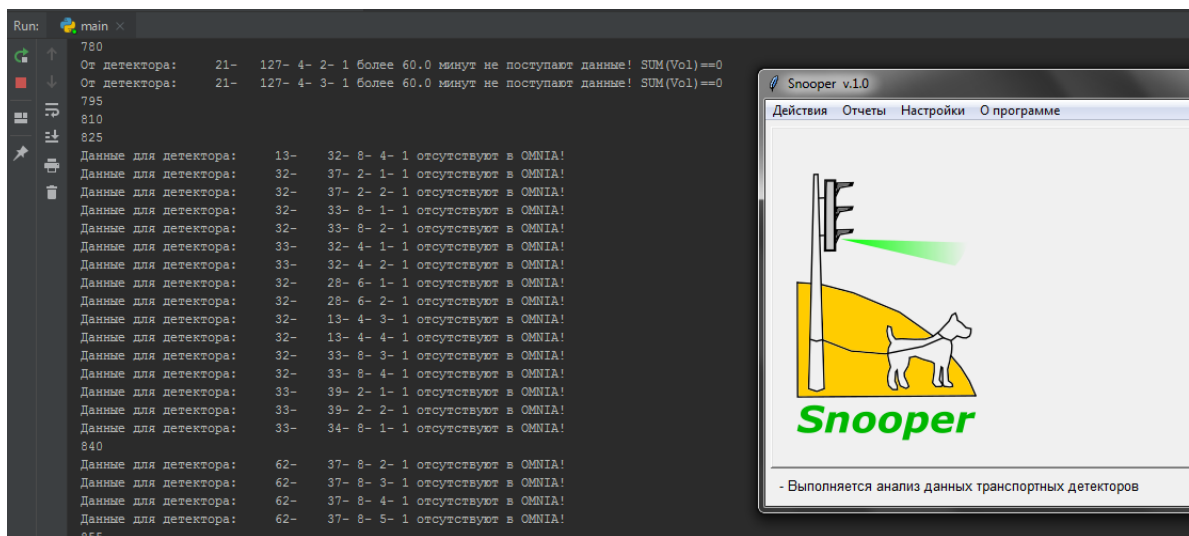 Run: main
780
От детектора: 21- 127- 4- 2- 1 более 60.0 минут не поступают данные! SUM(Vol)==0
От детектора: 21- 127- 4- 3- 1 более 60.0 минут не поступают данные! SUM(Vol)==0
795
810
825
Данные для детектора: 13- 32- 8- 4- 1 отсутствуют в OMNIA!
Данные для детектора: 32- 37- 2- 1- 1 отсутствуют в OMNIA!
Данные для детектора: 32- 37- 2- 2- 1 отсутствуют в OMNIA!
Данные для детектора: 32- 33- 8- 1- 1 отсутствуют в OMNIA!
Данные для детектора: 32- 33- 8- 2- 1 отсутствуют в OMNIA!
Данные для детектора: 33- 32- 4- 1- 1 отсутствуют в OMNIA!
Данные для детектора: 33- 32- 4- 2- 1 отсутствуют в OMNIA!
Данные для детектора: 32- 28- 6- 1- 1 отсутствуют в OMNIA!
Данные для детектора: 32- 28- 6- 2- 1 отсутствуют в OMNIA!
Данные для детектора: 32- 13- 4- 3- 1 отсутствуют в OMNIA!
Данные для детектора: 32- 13- 4- 4- 1 отсутствуют в OMNIA!
Данные для детектора: 32- 33- 8- 3- 1 отсутствуют в OMNIA!
Данные для детектора: 32- 33- 8- 4- 1 отсутствуют в OMNIA!
Данные для детектора: 33- 39- 2- 1- 1 отсутствуют в OMNIA!
Данные для детектора: 33- 39- 2- 2- 1 отсутствуют в OMNIA!
Данные для детектора: 33- 34- 8- 1- 1 отсутствуют в OMNIA!
840
Данные для детектора: 62- 37- 8- 2- 1 отсутствуют в OMNIA!
Данные для детектора: 62- 37- 8- 3- 1 отсутствуют в OMNIA!
Данные для детектора: 62- 37- 8- 4- 1 отсутствуют в OMNIA!
Данные для детектора: 62- 37- 8- 5- 1 отсутствуют в OMNIA!
855
Snooper v.1.0
Действия Отчеты Настройки О программе
Snooper
- Выполняется анализ данных транспортных детекторов